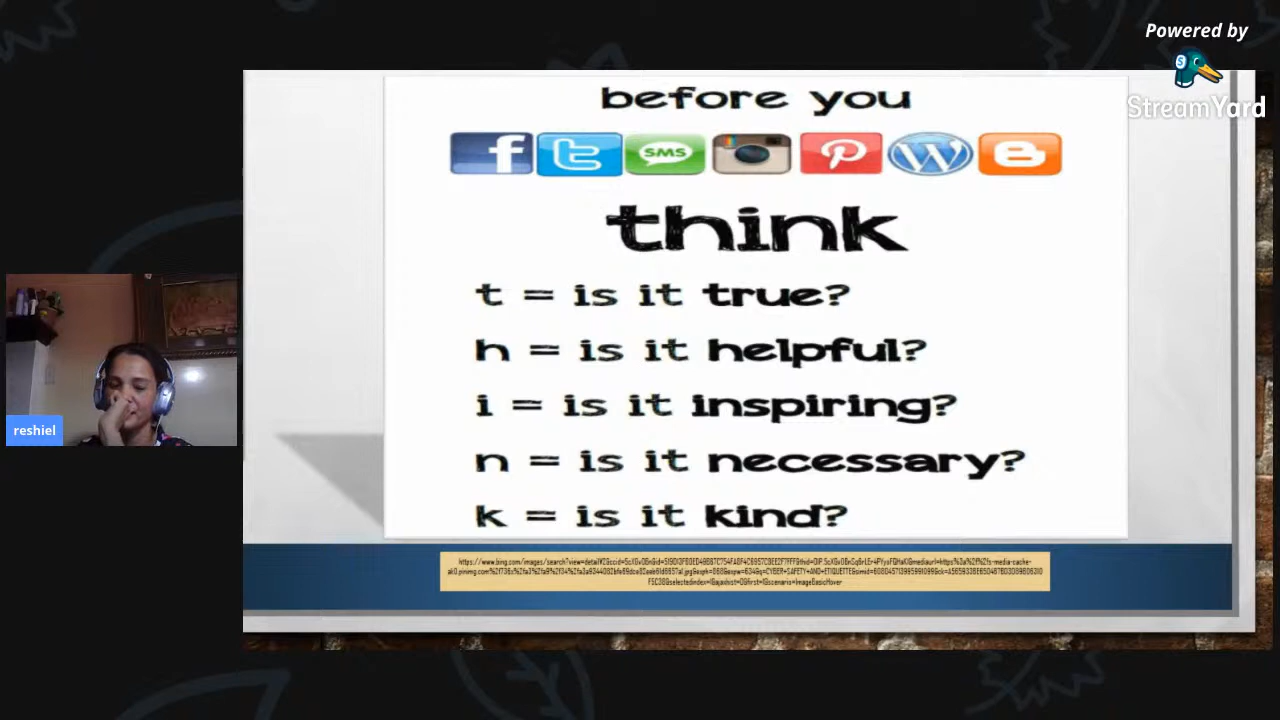 Powered by
StreamYard
before you
f
t
SMS
P
W
B
think
t = is it true?
h = is it helpful?
i = is it inspiring?
n = is it necessary?
k = is it kind?
reshiel